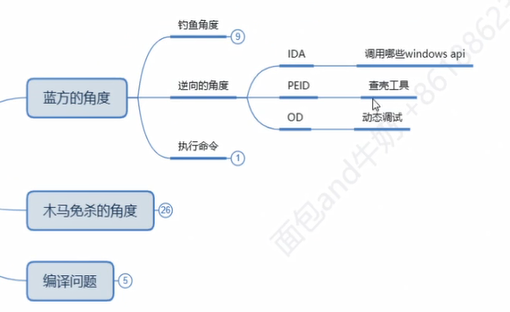 钓鱼角度
9
IDA
调用哪些windows api
蓝方的角度
逆向的角度
PEID
查壳工具
OD
动态调试
执行命令
1
木马免杀的角度
26
编译问题
5
面包and牛奶